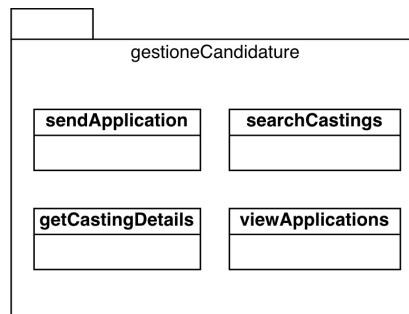 gestioneCandidature
sendApplication
searchCastings
getCastingDetails
viewApplications